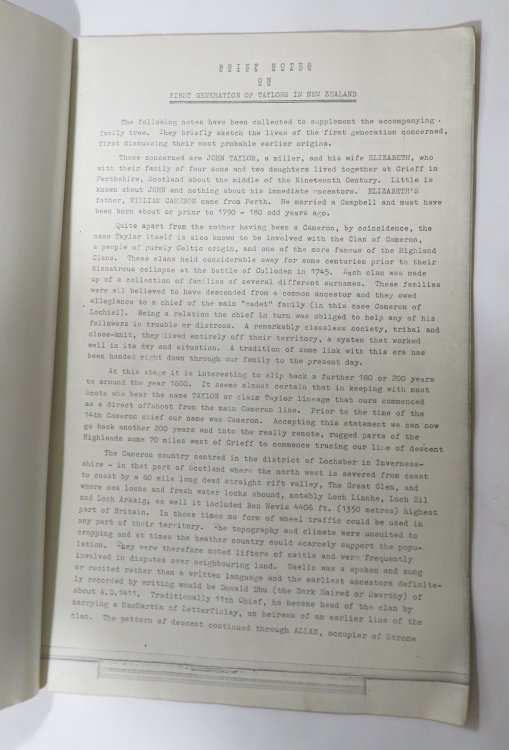 BRIEF NOTES
ON
FIRST GENERATION OF TAYLORS IN NEW ZEALAND
The following notes have been collected to supplement the accompanying
family tree. They briefly sketch the lives of the first generation concerned,
first discussing their most probable earlier origins.
Those concerned are JOHN TAYLOR, a miller, and his wife ELIZABETH, who
with their family of four sons and two daughters lived together at Crieff in
Perthshire, Scotland about the middle of the Nineteenth Century. Little is
known about JOHN and nothing about his immediate ancestors. ELIZABETH'S
father, WILLIAM CAMERON came from Perth. He married a Campbell and must have
been born about or prior to 1790 - 180 odd years ago.
Quite apart from the mother having been a Cameron, by coincidence, the
name Taylor itself is also known to be involved with the Clan of Cameron,
a people of purely Celtic origin, and one of the more famous of the Highland
Clans. These clans held considerable sway for some centuries prior to their
disastrous collapse at the battle of Culloden in 1745. Each clan was made
up of a collection of families of several different surnames. These families
were all believed to have descended from a common ancestor and they owed
allegiance to a chief of the main "cadet" family (in this case Cameron of
Lochiel). Being a relation the chief in turn was obliged to help any of his
followers in trouble or distress. A remarkably classless society, tribal and
close-knit, they lived entirely off their territory, a system that worked
well in its day and situation. A tradition of some link with this era has
been handed right down through our family to the present day.
At this stage it is interesting to slip back a further 180 or 200 years
to around the year 1600. It seems almost certain that in keeping with most
Scots who bear the name TAYLOR or claim Taylor lineage that ours commenced
as a direct offshoot from the main Cameron line. Prior to the time of the
14th Cameron chief our name was Cameron. Accepting this statement we can now
go back another 200 years and into the really remote, rugged parts of the
Highlands some 70 miles west of Crieff to commence tracing our line of descent
The Cameron country centred in the district of Lochaber in Inverness-
shire - in that part of Scotland where the north west is severed from coast
to coast by a 60 mile long dead straight rift valley, The Great Glen, and
where sea lochs and fresh water lochs abound, notably Loch Linnhe, Loch Eil
and Loch Arkaig; as well it included Ben Nevis 4406 ft. (1350 metres) highest
part of Britain. In those times no form of wheel traffic could be used in
any part of their territory. The topography and climate were unsuited to
cropping and at times the heather country could scarcely support the popu-
lation. They were therefore noted lifters of cattle and were frequently
involved in disputes over neighbouring land. Gaelic was a spoken and sung
or recited rather than a written language and the earliest ancestors definite-
ly recorded by writing would be Donald Dhu (the Dark Haired or Swarthy) of
about A.D.1411. Traditionally 11th Chief, he became head of the clan by
marrying a MacMartin of Letterfinlay, an heiress of an earlier line of the
clan. The pattern of descent continued through ALLAN, occupier of Strone